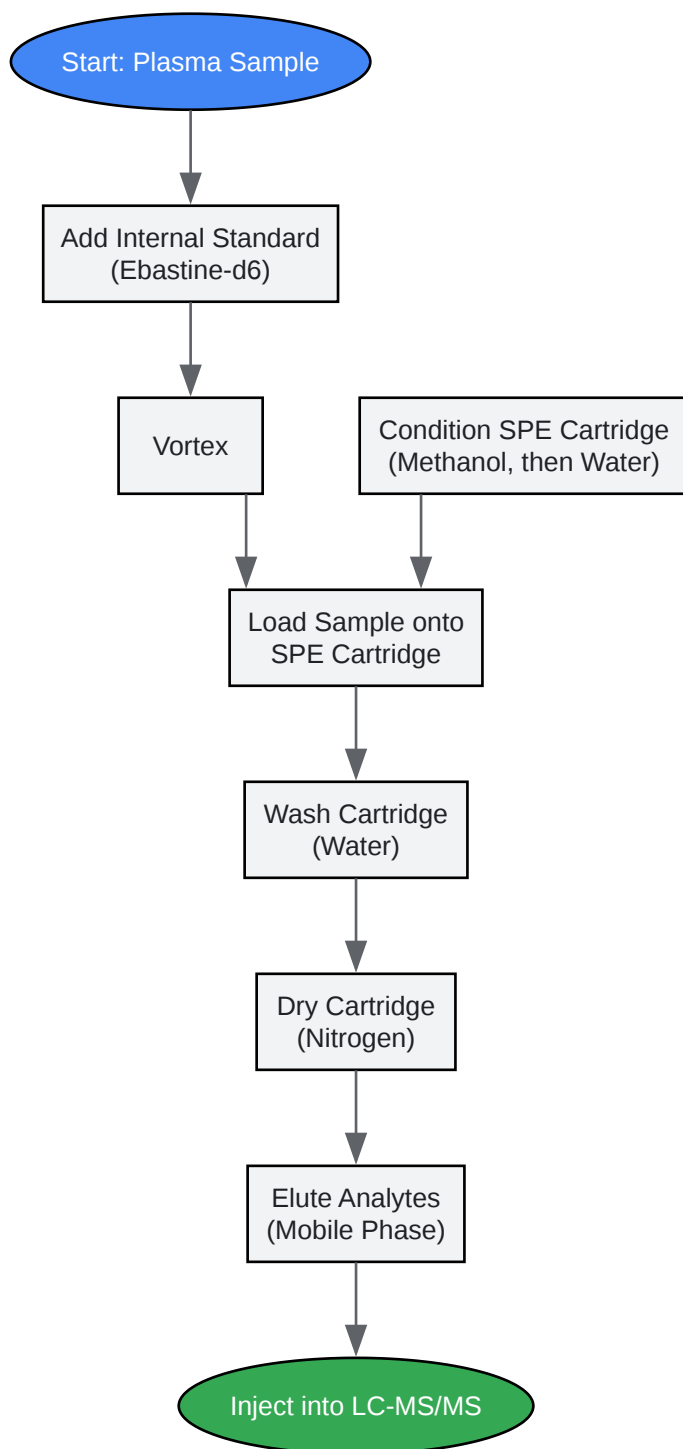 Start: Plasma Sample
Add Internal Standard
(Ebastine-d6)
Vortex
Condition SPE Cartridge
(Methanol, then Water)
Load Sample onto
SPE Cartridge
Wash Cartridge
(Water)
Dry Cartridge
(Nitrogen)
Elute Analytes
(Mobile Phase)
Inject into LC-MS/MS